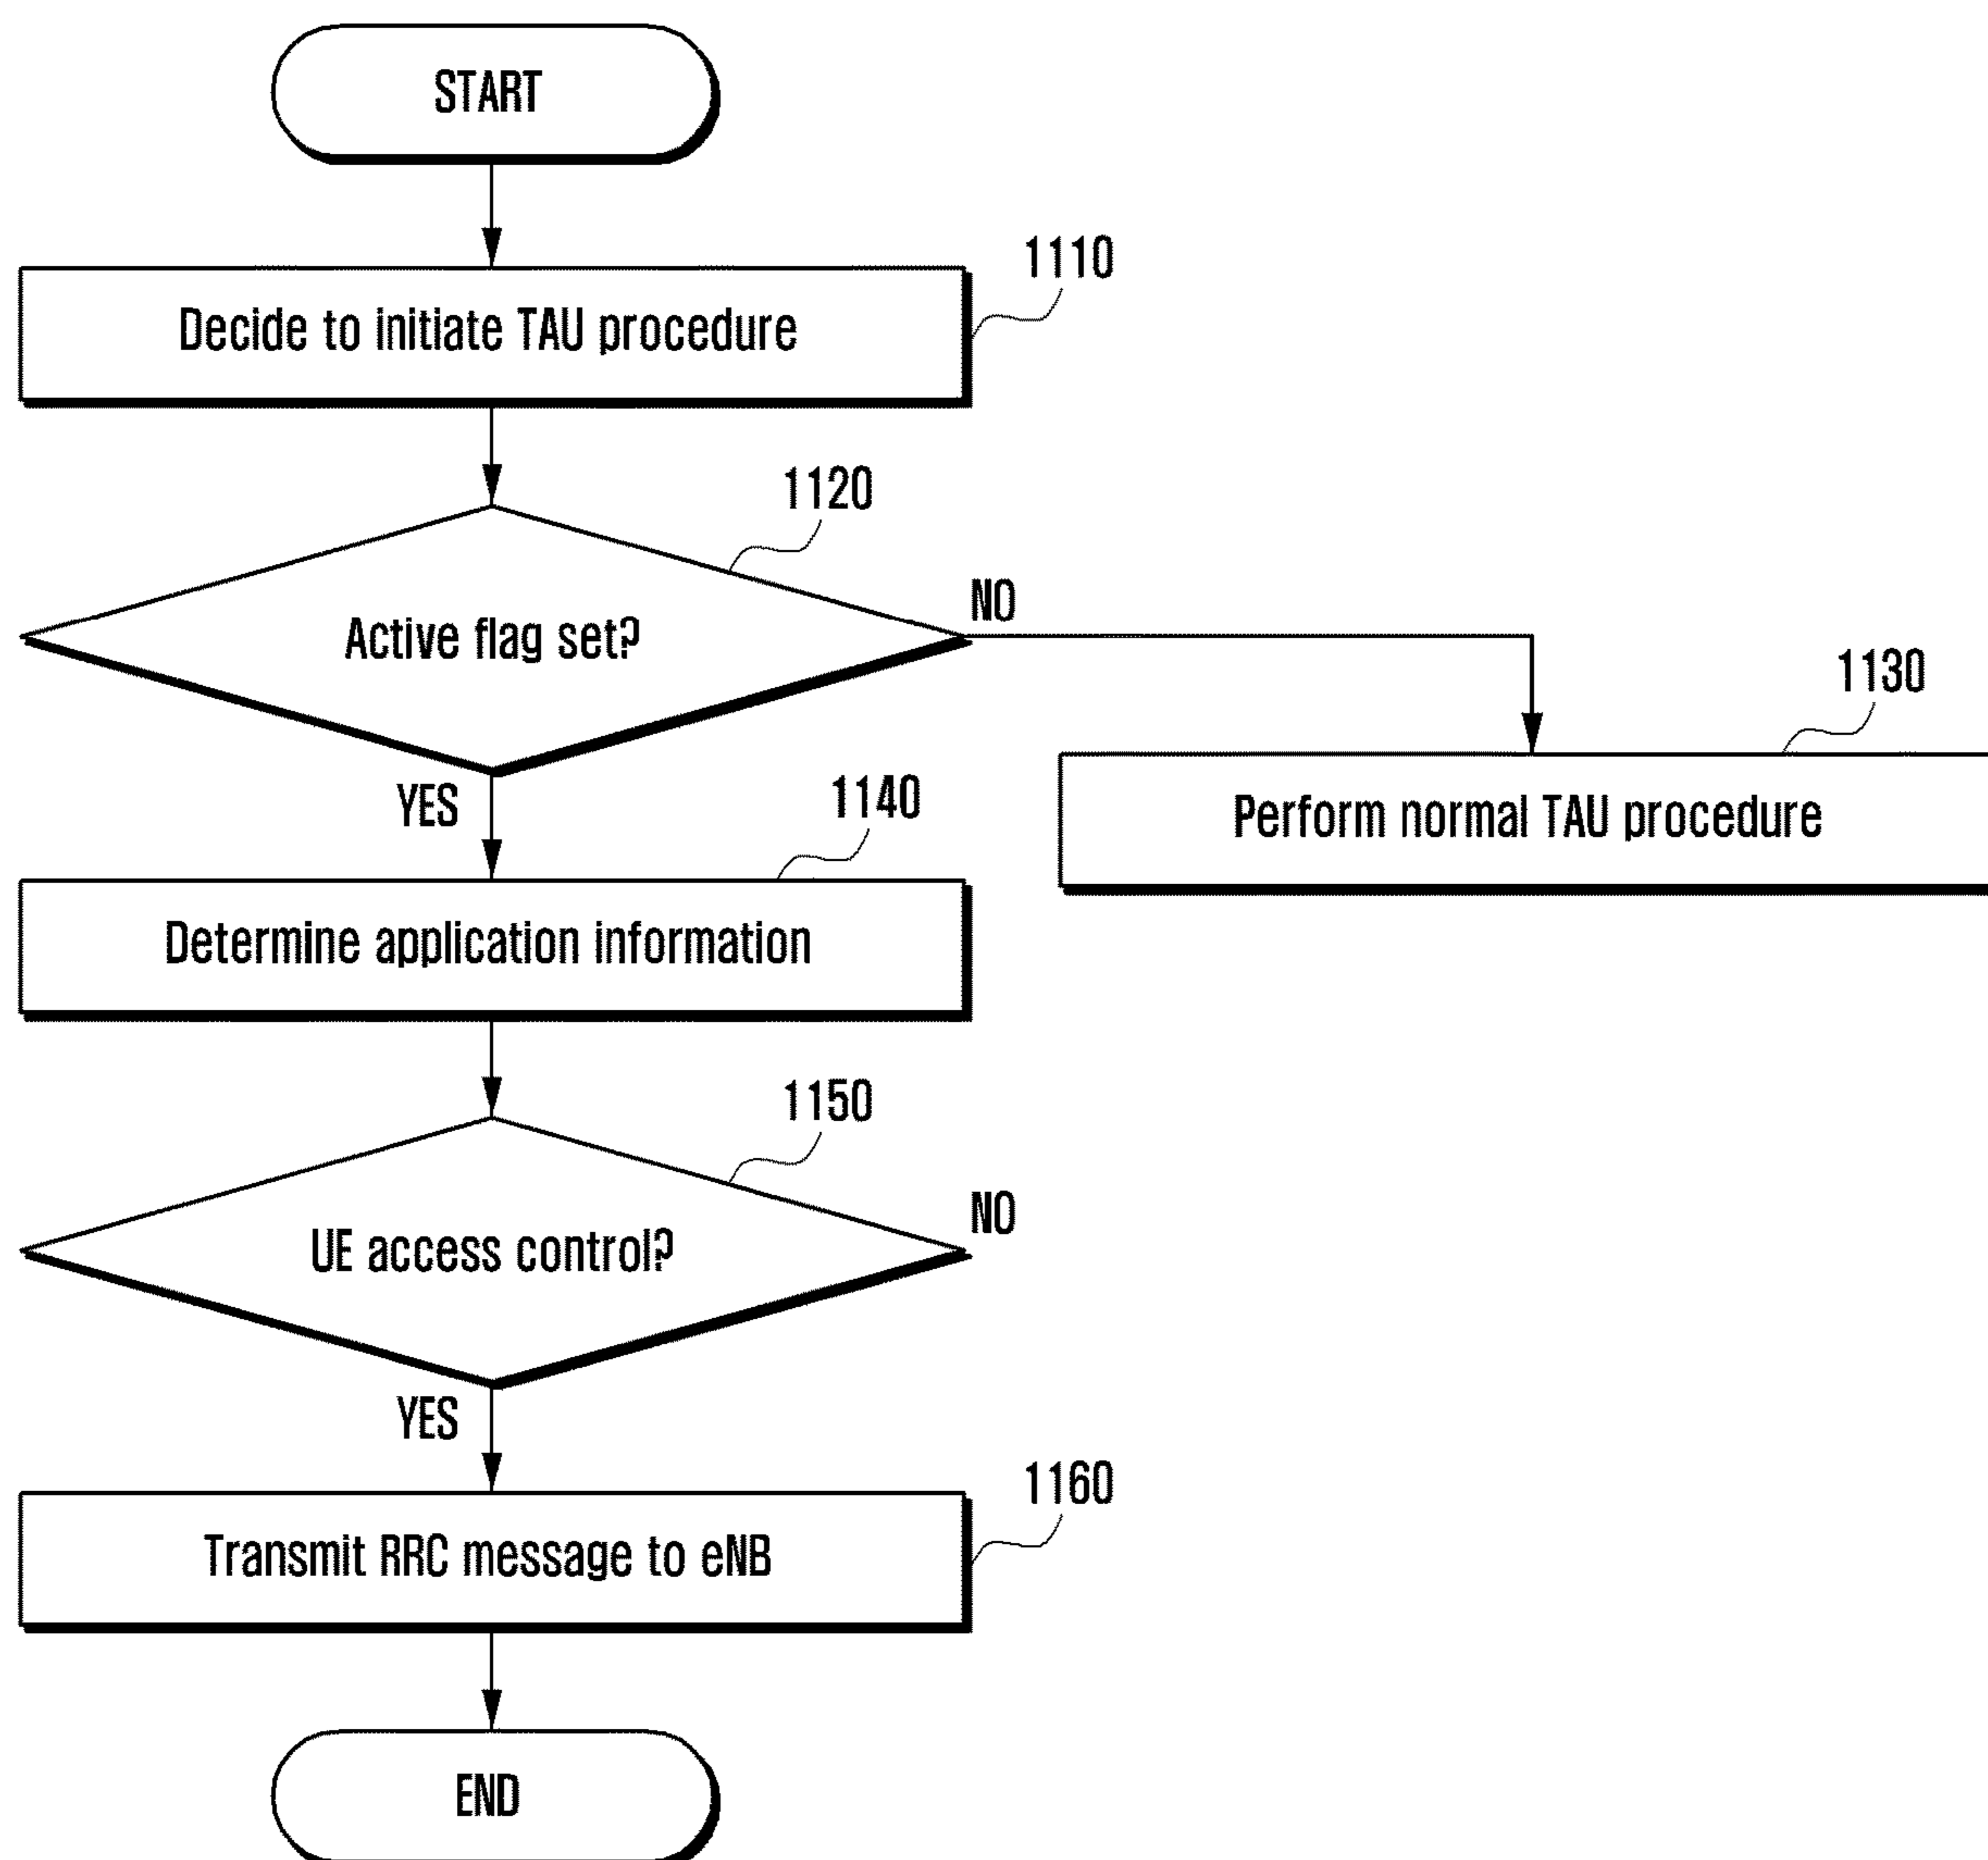 START
1110
Decide to initiate TAU procedure
1120
Active flag set?
NO
1130
Perform normal TAU procedure
YES
1140
Determine application information
1150
UE access control?
NO
YES
1160
Transmit RRC message to eNB
END